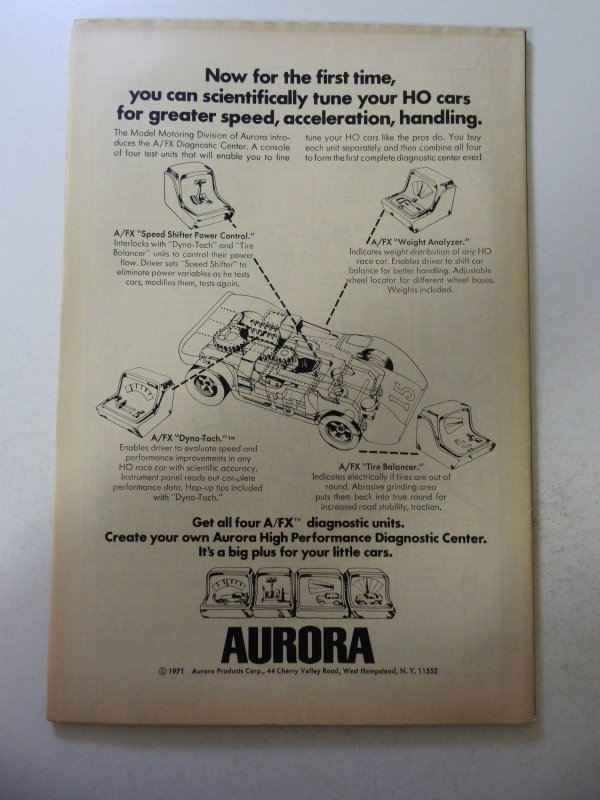 Now for the first time,
you can scientifically tune your HO cars
for greater speed, acceleration, handling.
The Model Motoring Division of Aurora intro-
duces the A/FX Diagnostic Center. A console
of four test units that will enable you to fine
tune your HO cars like the pros do. You buy
each unit separately and then combine all four
to form the first complete diagnostic center ever!
A/FX "Speed Shifter Power Control."
Interlocks with "Dyno-Tach" and "Tire
Balancer" units to control their power
flow. Driver sets "Speed Shifter" to
eliminate power variables as he tests
cars, modifies them, tests again.
A/FX "Weight Analyzer."
Indicates weight distribution of any HO
race car. Enables driver to shift car
balance for better handling. Adjustable
wheel locator for different wheel bases.
Weights included.
15
A/FX "Dyno-Tach."™
Enables driver to evaluate speed and
performance improvements in any
HO race car with scientific accuracy.
Instrument panel reads out complete
performance data. Hop-up tips included
with "Dyno-Tach."
A/FX "Tire Balancer."
Indicates electrically if tires are out of
round. Abrasive grinding area
puts them back into true round for
increased road stability, traction.
Get all four A/FX™ diagnostic units.
Create your own Aurora High Performance Diagnostic Center.
It's a big plus for your little cars.
AURORA
© 1971 Aurora Products Corp., 44 Cherry Valley Road, West Hempstead, N. Y. 11552